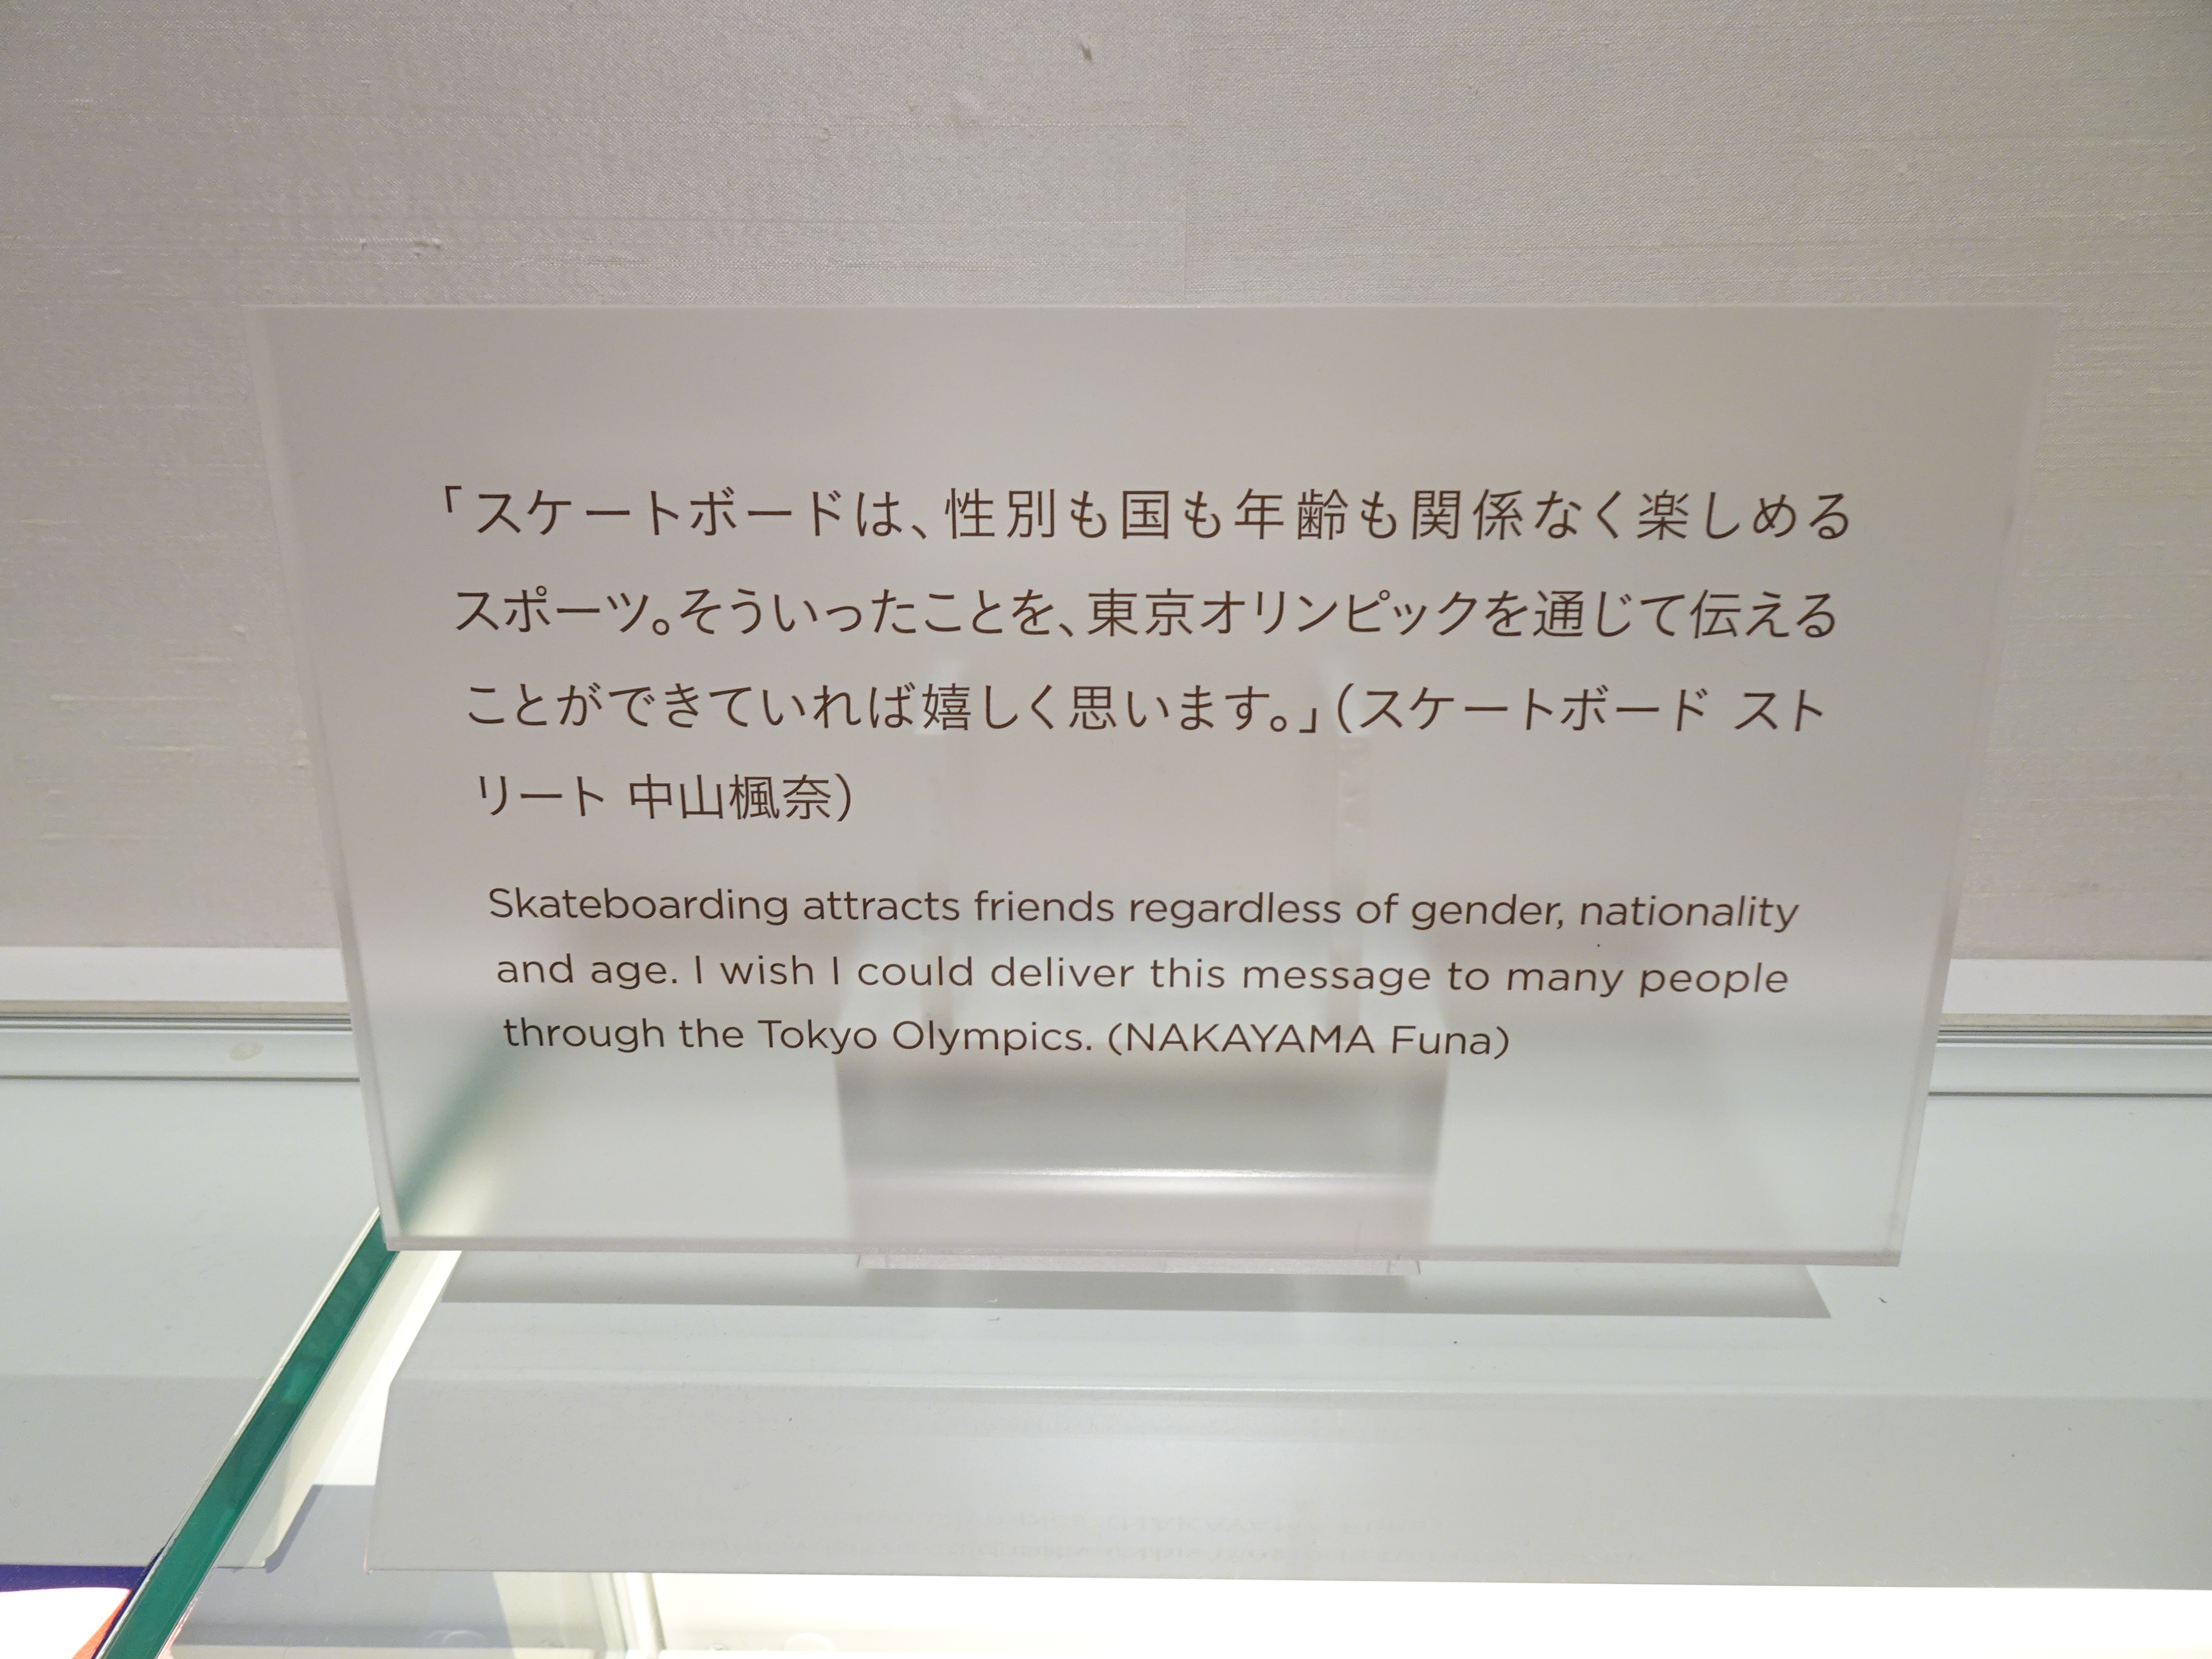 「スケートボードは、性別も国も年齢も関係なく楽しめる
スポーツ。そういったことを、東京オリンピックを通じて伝える
ことができていれば嬉しく思います。」（スケートボード スト
リート 中山楓奈）
Skateboarding attracts friends regardless of gender, nationality
and age. I wish I could deliver this message to many people
through the Tokyo Olympics. (NAKAYAMA Funa)